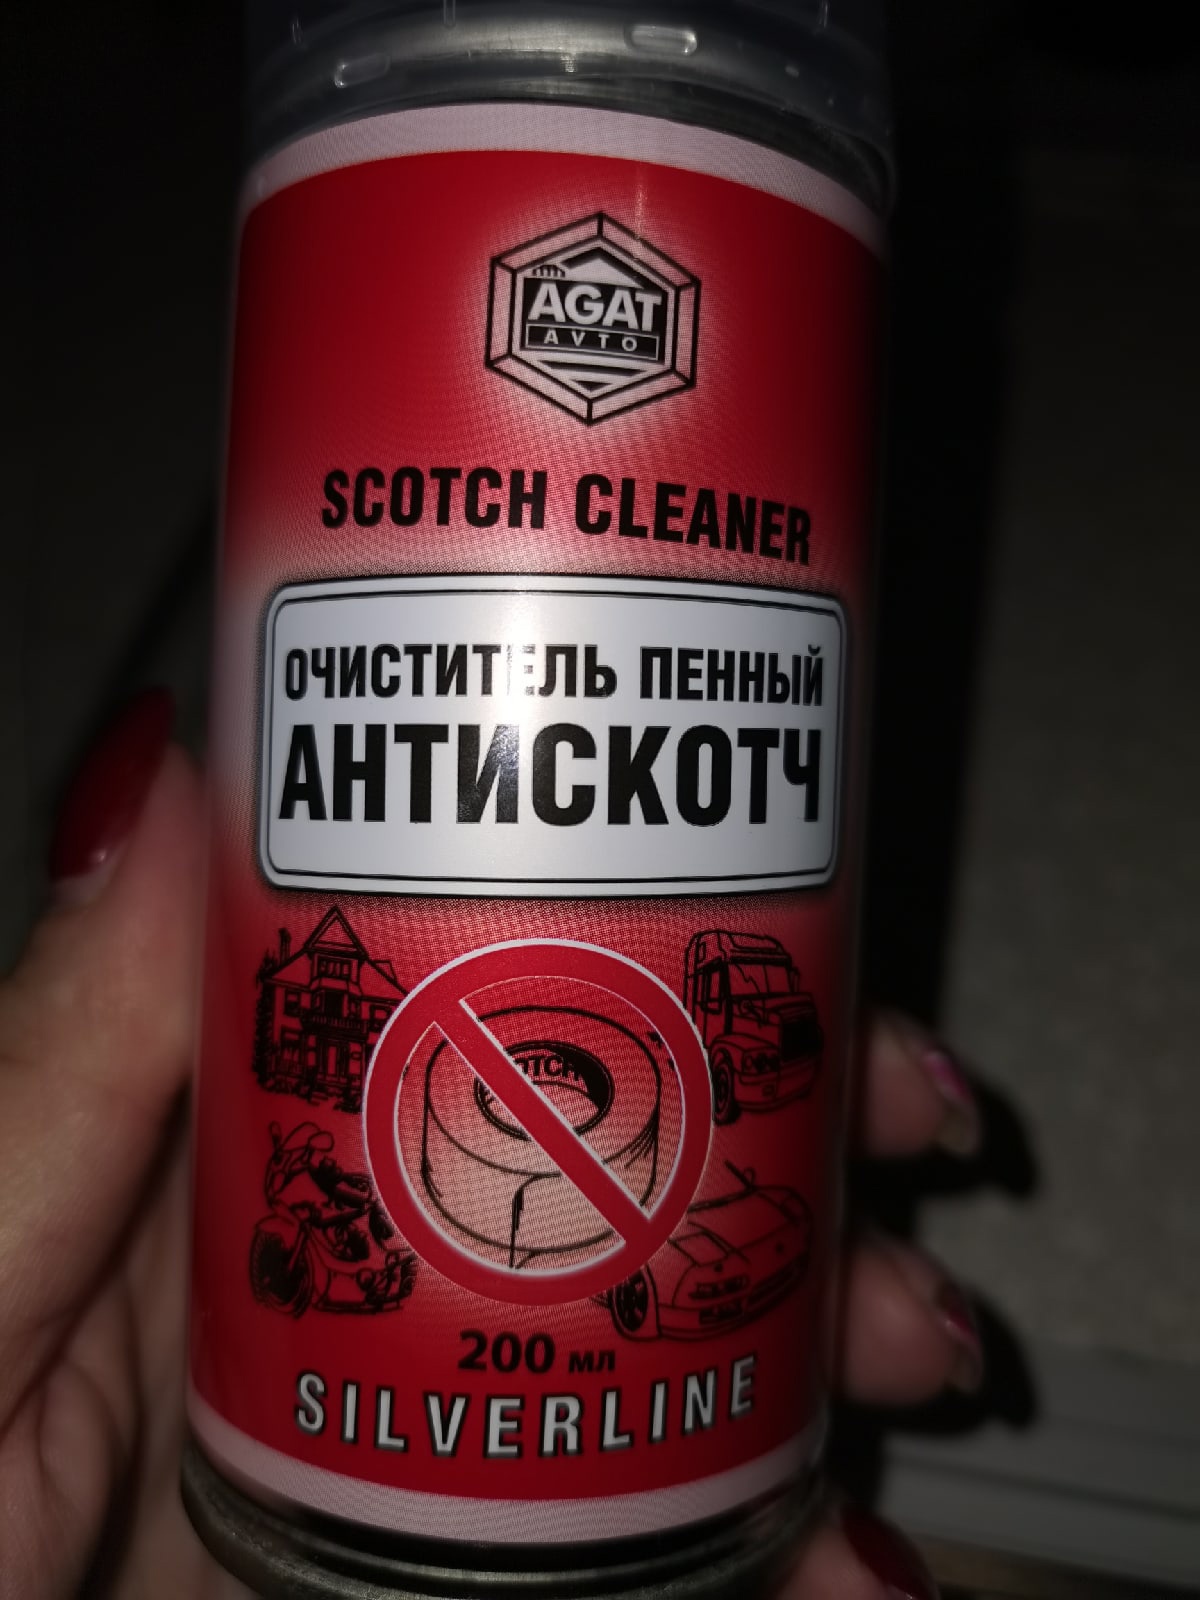 AGAT
AVTO
SCOTCH CLEANER
ОЧИСТИТЕЛЬ ПЕННЫЙ
АНТИСКОТЧ
200 мл
SILVERLINE